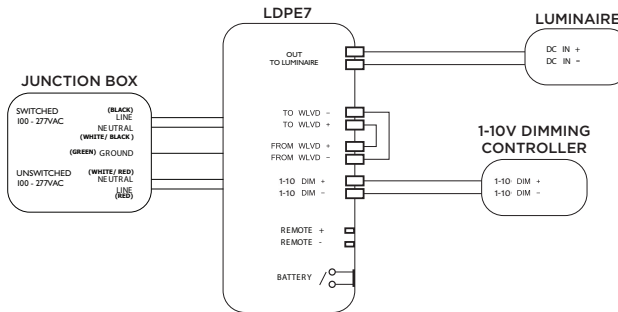 LDPE7
LUMINAIRE
OUT
TO LUMINAIRE
DC IN +
DC IN -
JUNCTION BOX
SWITCHED
100 - 277VAC
(BLACK)
LINE
NEUTRAL
(WHITE/ BLACK )
(GREEN) GROUND
UNSWITCHED
100 - 277VAC
(WHITE/ RED)
NEUTRAL
LINE
(RED)
TO WLVD -
TO WLVD +
FROM WLVD +
FROM WLVD -
1-10 DIM +
1-10 DIM -
1-10V DIMMING
CONTROLLER
1-10 DIM +
1-10 DIM -
REMOTE +
REMOTE -
BATTERY